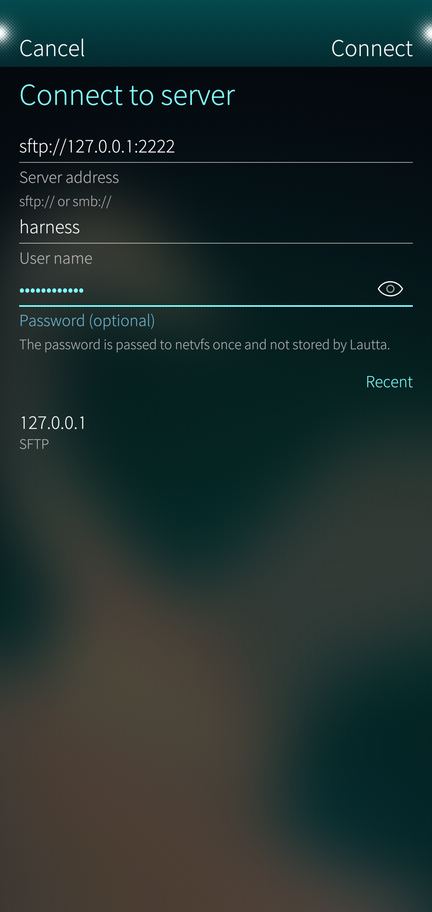 Cancel
Connect
Connect to server
sftp://127.0.0.1:2222
Server address
sftp:// or smb://
harness
User name
••••••••••••
Password (optional)
The password is passed to netvfs once and not stored by Lautta.
Recent
127.0.0.1
SFTP